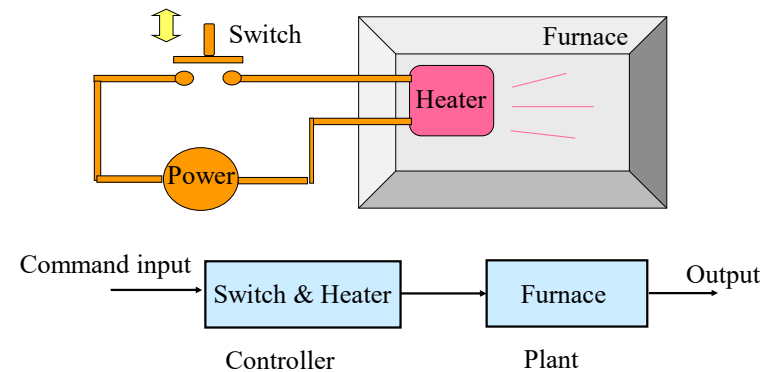 Switch
Furnace
Heater
Power
Command input
Switch & Heater
Furnace
Output
Controller
Plant